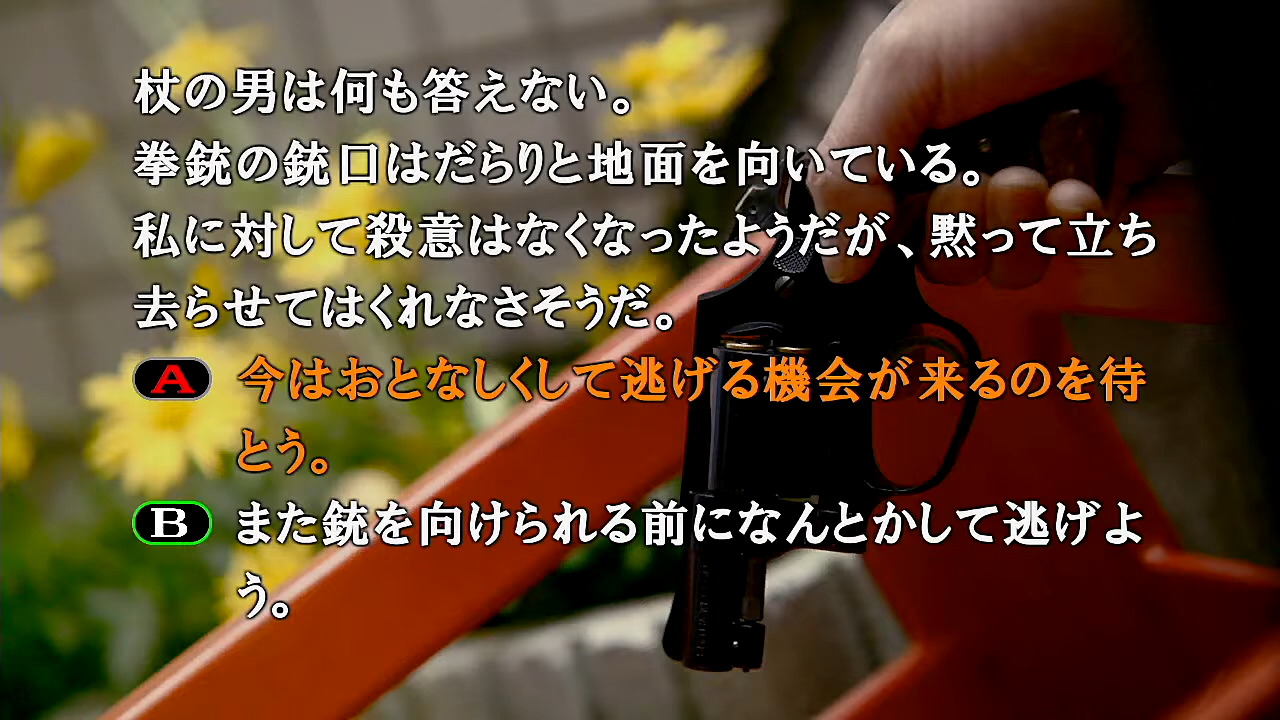 杖の男は何も答えない。
拳銃の銃口はだらりと地面を向いている。
私に対して殺意はなくなったようだが、黙って立ち
去らせてはくれなさそうだ。
A 今はおとなしくして逃げる機会が来るのを待
とう。
B また銃を向けられる前になんとかして逃げよ
う。